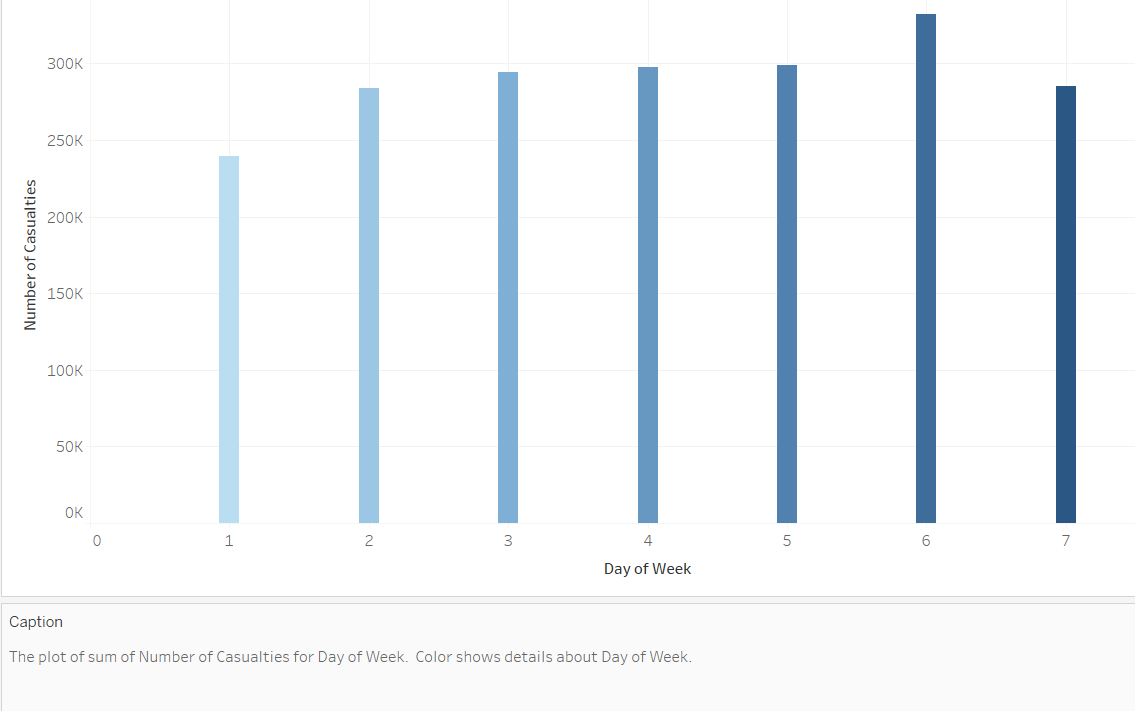 300K
250K
200K
150K
100K
50K
0K
Number of Casualties
0 1 2 3 4 5 6 7
Day of Week
Caption
The plot of sum of Number of Casualties for Day of Week.  Color shows details about Day of Week.